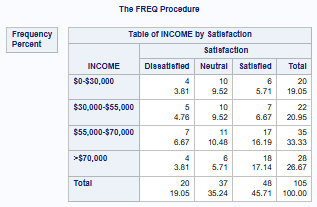 The FREQ Procedure
Frequency
Percent
Table of INCOME by Satisfaction
Satisfaction
INCOME Dissatisfied Neutral Satisfied Total
$0-$30,000 4 10 6 20
3.81 9.52 5.71 19.05
$30,000-$55,000 5 10 7 22
4.76 9.52 6.67 20.95
$55,000-$70,000 7 11 17 35
6.67 10.48 16.19 33.33
>$70,000 4 6 18 28
3.81 5.71 17.14 26.67
Total 20 37 48 105
19.05 35.24 45.71 100.00